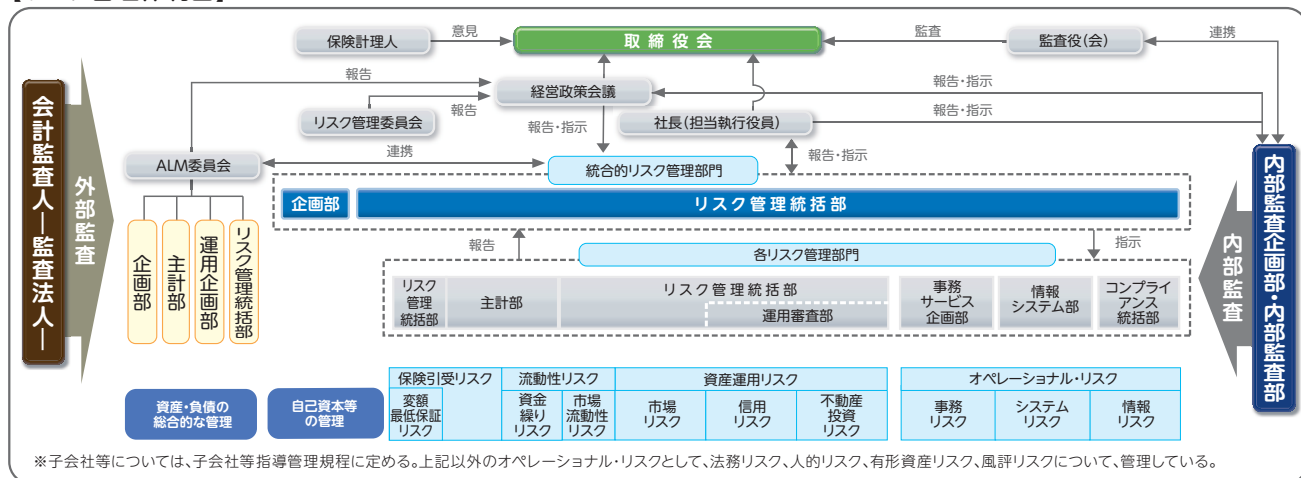 保険計理人
意見
取締役会
監査
監査役(会)
連携
報告
経営政策会議
報告・指示
リスク管理委員会
報告
報告・指示
社長(担当執行役員)
報告・指示
ALM委員会
連携
統合的リスク管理部門
報告・指示
会計監査人―監査法人―
外部監査
企画部
リスク管理統括部
内部監査企画部・内部監査部
内部監査
企画部
主計部
運用企画部
リスク管理統括部
報告
各リスク管理部門
指示
リスク
管理
統括部
主計部
リスク管理統括部
運用審査部
事務
サービス
企画部
情報
システム部
コンプライ
アンス
統括部
資産・負債の
総合的な管理
自己資本等
の管理
保険引受リスク
流動性リスク
資産運用リスク
オペレーショナル・リスク
変額
最低保証
リスク
資金
繰り
リスク
市場
流動性
リスク
市場
リスク
信用
リスク
不動産
投資
リスク
事務
リスク
システム
リスク
情報
リスク
※子会社等については、子会社等指導管理規程に定める。上記以外のオペレーショナル・リスクとして、法務リスク、人的リスク、有形資産リスク、風評リスクについて、管理している。